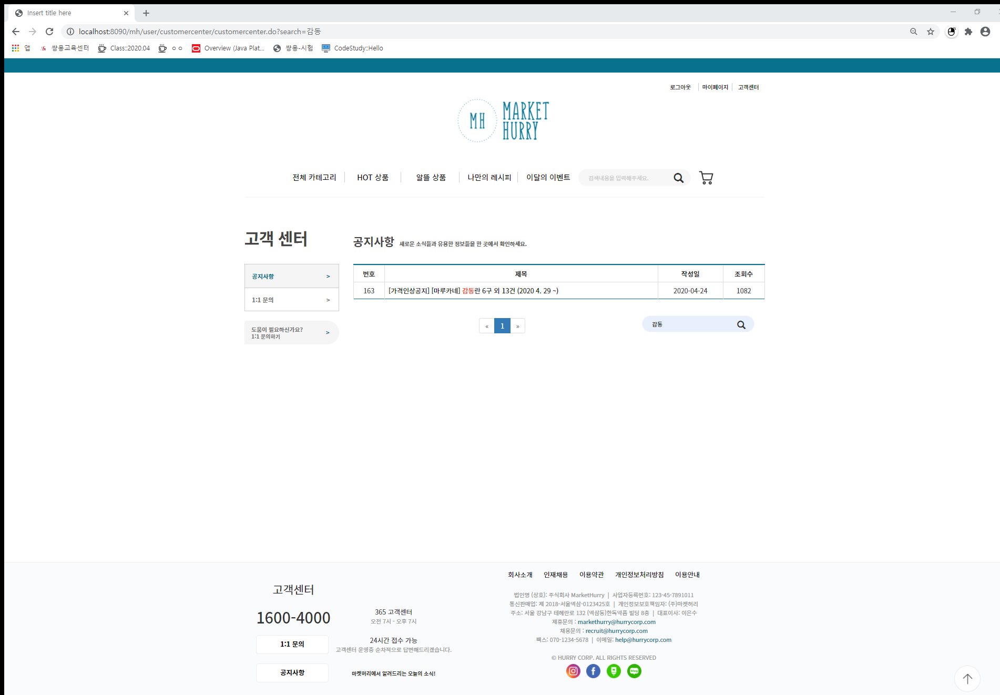 Insert title here
localhost:8090/mh/user/customercenter/customercenter.do?search=감동
앱 쌍용교육센터 Class::2020.04 ㅇㅇ Overview (Java Plat... 쌍용-시험 CodeStudy::Hello
로그아웃 마이페이지 고객센터
MH MARKET HURRY
전체 카테고리 HOT 상품 알뜰 상품 나만의 레시피 이달의 이벤트 검색내용을 입력해주세요.
고객 센터
공지사항 >
1:1 문의 >
도움이 필요하신가요?
1:1 문의하기 >
공지사항 새로운 소식들과 유용한 정보들을 한 곳에서 확인하세요.
번호 제목 작성일 조회수
163 [가격인상공지] [마루카네] 감동란 6구 외 13건 (2020 4. 29 ~) 2020-04-24 1082
« 1 » 감동
고객센터
1600-4000
1:1 문의
공지사항
365 고객센터
오전 7시 - 오후 7시
24시간 접수 가능
고객센터 운영중 순차적으로 답변해드리겠습니다.
마켓허리에서 알려드리는 오늘의 소식!
회사소개 인재채용 이용약관 개인정보처리방침 이용안내
법인명 (상호): 주식회사 MarketHurry | 사업자등록번호: 123-45-7891011
통신판매업: 제 2018-서울역삼-0123425호 | 개인정보보호책임자: (주)마켓허리
주소: 서울 강남구 테헤란로 132 (역삼동)한독약품 빌딩 8층 | 대표이사: 이은수
제휴문의 : markethurry@hurrycorp.com
채용문의 : recruit@hurrycorp.com
팩스: 070-1234-5678 | 이메일: help@hurrycorp.com
© HURRY CORP. ALL RIGHTS RESERVED
blog